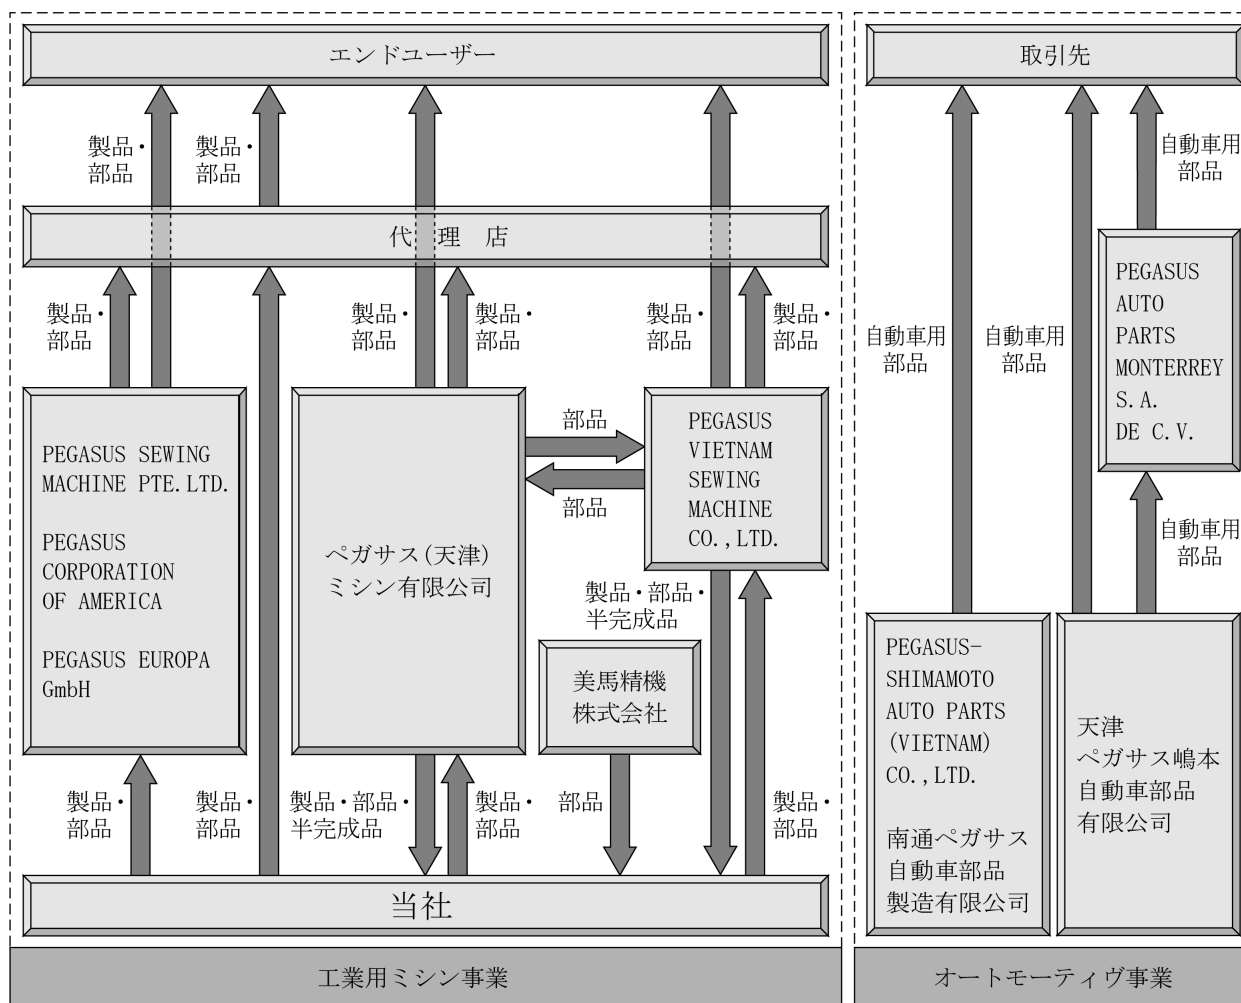 エンドユーザー
製品・
部品
製品・
部品
代 理 店
製品・
部品
製品・
部品
製品・
部品
製品・
部品
製品・
部品
PEGASUS SEWING
MACHINE PTE.LTD.
PEGASUS
CORPORATION
OF AMERICA
PEGASUS EUROPA
GmbH
ペガサス(天津)
ミシン有限公司
部品
部品
PEGASUS
VIETNAM
SEWING
MACHINE
CO.,LTD.
製品・部品・
半完成品
美馬精機
株式会社
製品・
部品
製品・
部品
製品・部品・
半完成品
製品・
部品
部品
製品・
部品
当社
工業用ミシン事業
取引先
自動車用
部品
自動車用
部品
自動車用
部品
PEGASUS
AUTO
PARTS
MONTERREY
S.A.
DE C.V.
自動車用
部品
PEGASUS-
SHIMAMOTO
AUTO PARTS
(VIETNAM)
CO.,LTD.
南通ペガサス
自動車部品
製造有限公司
天津
ペガサス嶋本
自動車部品
有限公司
オートモーティヴ事業